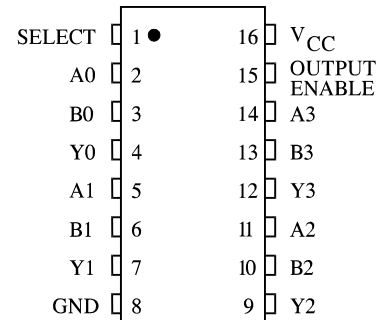 SELECT 1 16 VCC
A0 2 15 OUTPUT ENABLE
B0 3 14 A3
Y0 4 13 B3
A1 5 12 Y3
B1 6 11 A2
Y1 7 10 B2
GND 8 9 Y2